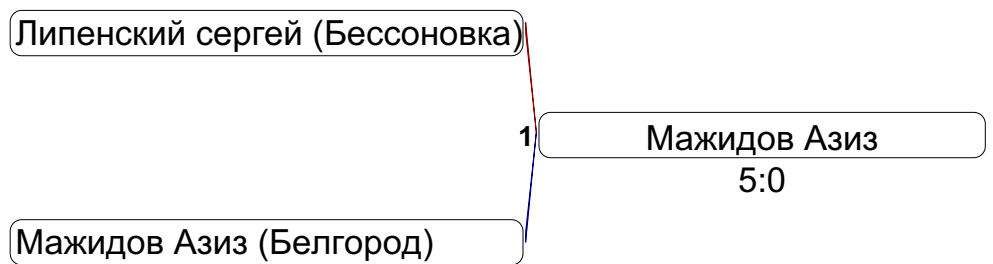 Липенский сергей (Бессоновка)
1
Мажидов Азиз
5:0
Мажидов Азиз (Белгород)